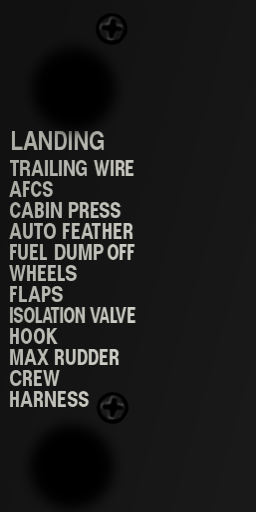 LANDING
TRAILING WIRE
AFCS
CABIN PRESS
AUTO FEATHER
FUEL DUMP OFF
WHEELS
FLAPS
ISOLATION VALVE
HOOK
MAX RUDDER
CREW
HARNESS